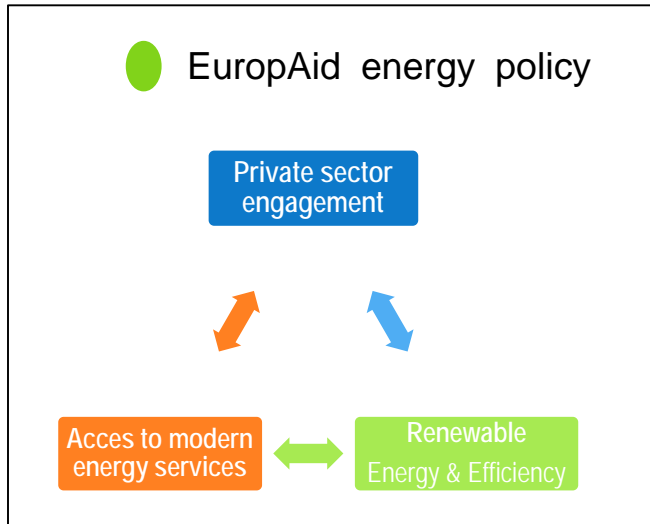 EuropAid energy policy
Private sector
engagement
Acces to modern
energy services
Renewable
Energy & Efficiency